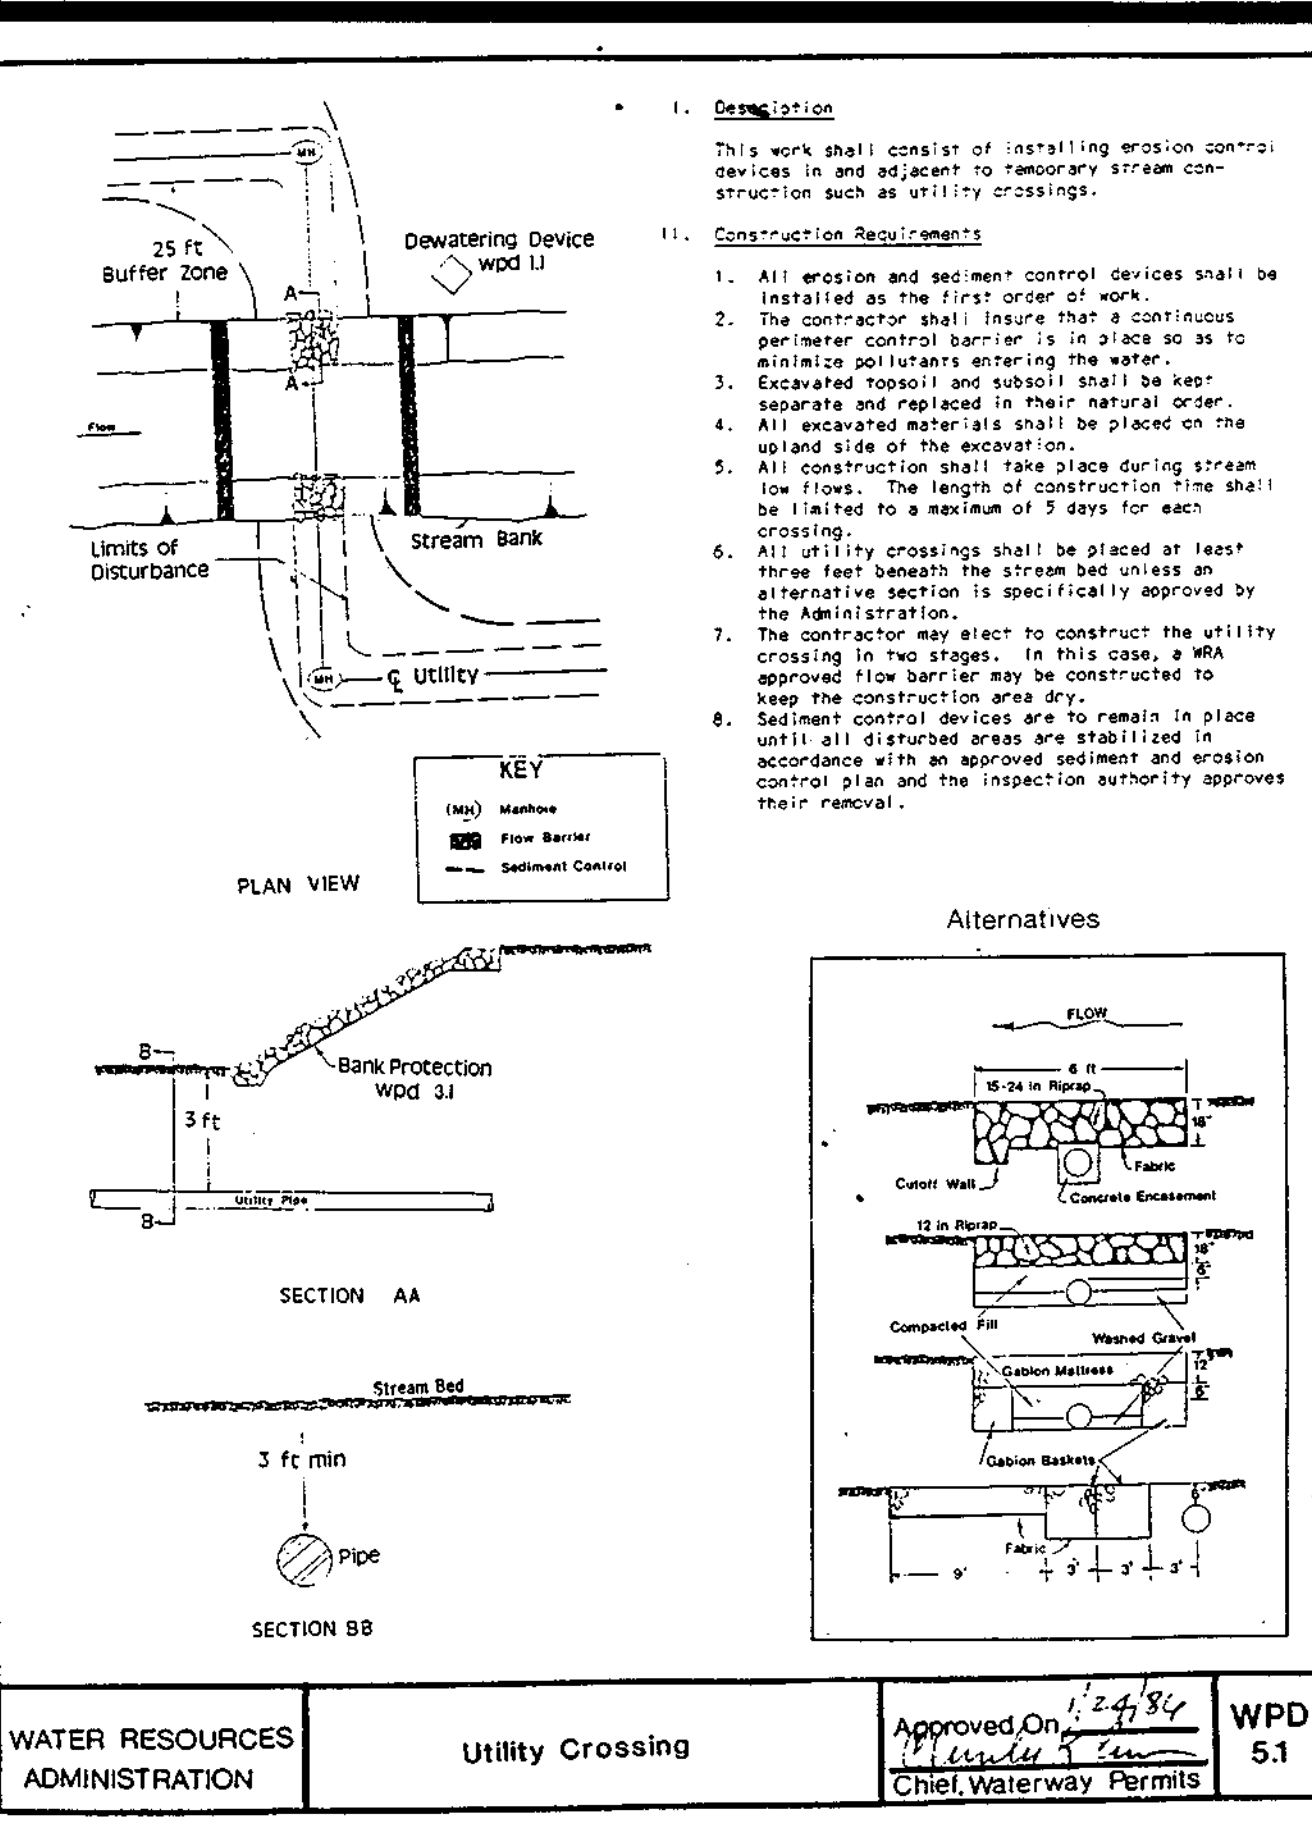 I. Description
This work shall consist of installing erosion control
devices in and adjacent to temporary stream con-
struction such as utility crossings.
II. Construction Requirements
1. All erosion and sediment control devices shall be
installed as the first order of work.
2. The contractor shall insure that a continuous
perimeter control barrier is in place so as to
minimize pollutants entering the water.
3. Excavated topsoil and subsoil shall be kept
separate and replaced in their natural order.
4. All excavated materials shall be placed on the
upland side of the excavation.
5. All construction shall take place during stream
low flows. The length of construction time shall
be limited to a maximum of 5 days for each
crossing.
6. All utility crossings shall be placed at least
three feet beneath the stream bed unless an
alternative section is specifically approved by
the Administration.
7. The contractor may elect to construct the utility
crossing in two stages. In this case, a WRA
approved flow barrier may be constructed to
keep the construction area dry.
8. Sediment control devices are to remain in place
until all disturbed areas are stabilized in
accordance with an approved sediment and erosion
control plan and the inspection authority approves
their removal.
MH
25 ft
Buffer Zone
Dewatering Device
wpd 1.1
A
A
Flow
Limits of
Disturbance
Stream Bank
MH
℄ Utility
KEY
(MH) Manhole
Flow Barrier
Sediment Control
PLAN VIEW
B
3 ft
Bank Protection
wpd 3.1
Utility Pipe
B
SECTION AA
Stream Bed
3 ft min
Pipe
SECTION BB
Alternatives
FLOW
6 ft
15-24 in Riprap
18"
Fabric
Cutoff Wall
Concrete Encasement
12 in Riprap
18"
6"
Compacted Fill
Washed Gravel
Gabion Mattress
12"
6"
Gabion Baskets
6"
Fabric
9' 3' 3' 3'
WATER RESOURCES
ADMINISTRATION
Utility Crossing
Approved On
Chief, Waterway Permits
WPD
5.1